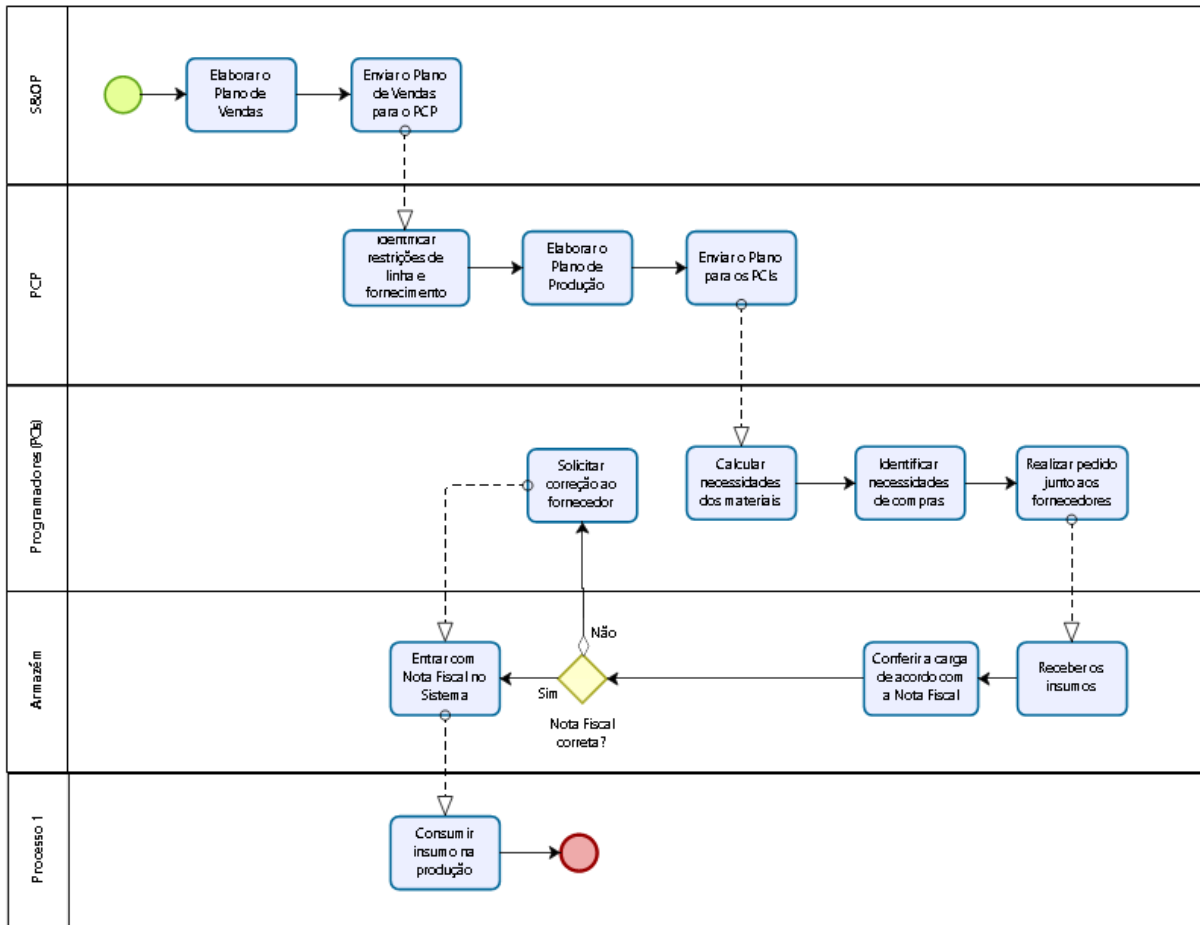 S&OP
Elaborar o
Plano de
Vendas
Enviar o Plano
de Vendas
para o PCP
PCP
Identificar
restrições de
linha e
fornecimento
Elaborar o
Plano de
Produção
Enviar o Plano
para os PCIs
Programadores (PCIs)
Solicitar
correção ao
fornecedor
Calcular
necessidades
dos materiais
Identificar
necessidades
de compras
Realizar pedido
junto aos
fornecedores
Armazém
Entrar com
Nota Fiscal no
Sistema
Sim
Não
Nota Fiscal
correta?
Conferir a carga
de acordo com
a Nota Fiscal
Receber os
insumos
Processo 1
Consumir
insumo na
produção